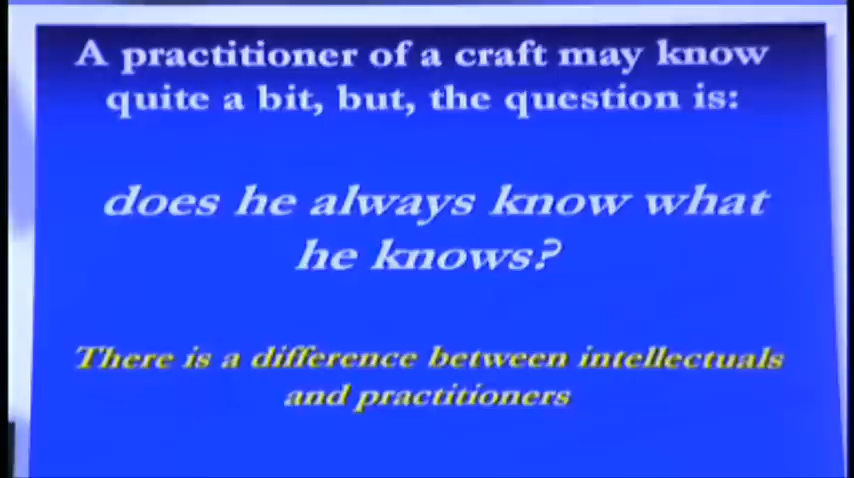 A practitioner of a craft may know
quite a bit, but, the question is:
does he always know what
he knows?
There is a difference between intellectuals
and practitioners